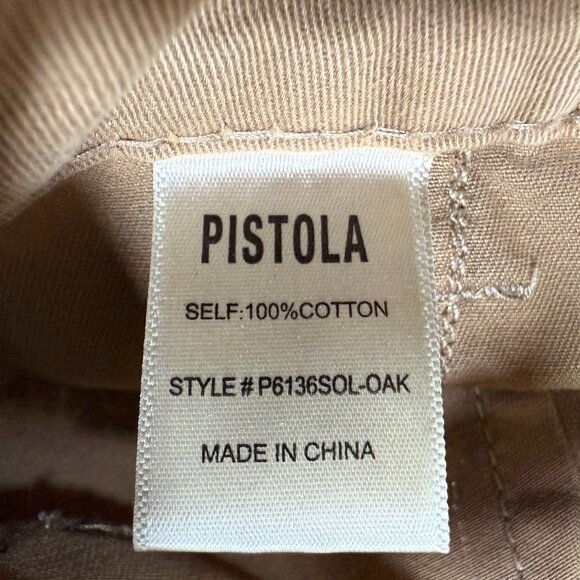 PISTOLA
SELF:100%COTTON
STYLE # P6136SOL-OAK
MADE IN CHINA